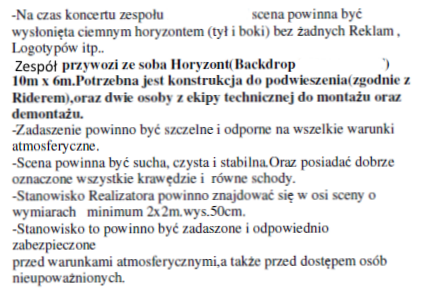 -Na czas koncertu zespołu scena powinna być
wysłonięta ciemnym horyzontem (tył i boki) bez żadnych Reklam ,
Logotypów itp..
Zespół przywozi ze soba Horyzont(Backdrop )
10m x 6m.Potrzebna jest konstrukcja do podwieszenia(zgodnie z
Riderem),oraz dwie osoby z ekipy technicznej do montażu oraz
demontażu.
-Zadaszenie powinno być szczelne i odporne na wszelkie warunki
atmosferyczne.
-Scena powinna być sucha, czysta i stabilna.Oraz posiadać dobrze
oznaczone wszystkie krawędzie i równe schody.
-Stanowisko Realizatora powinno znajdować się w osi sceny o
wymiarach minimum 2x2m.wys.50cm.
-Stanowisko to powinno być zadaszone i odpowiednio
zabezpieczone
przed warunkami atmosferycznymi,a także przed dostępem osób
nieupoważnionych.